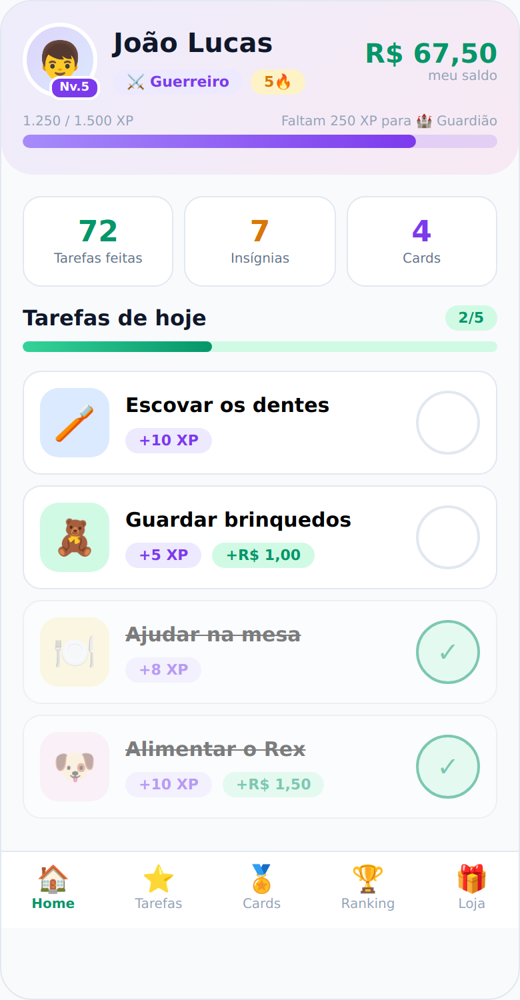 João Lucas
R$ 67,50
meu saldo
Nv.5
⚔️ Guerreiro
5🔥
1.250 / 1.500 XP
Faltam 250 XP para 🏰 Guardião
72
Tarefas feitas
7
Insígnias
4
Cards
Tarefas de hoje
2/5
Escovar os dentes
+10 XP
Guardar brinquedos
+5 XP
+R$ 1,00
Ajudar na mesa
+8 XP
✓
Alimentar o Rex
+10 XP
+R$ 1,50
✓
Home
Tarefas
Cards
Ranking
Loja